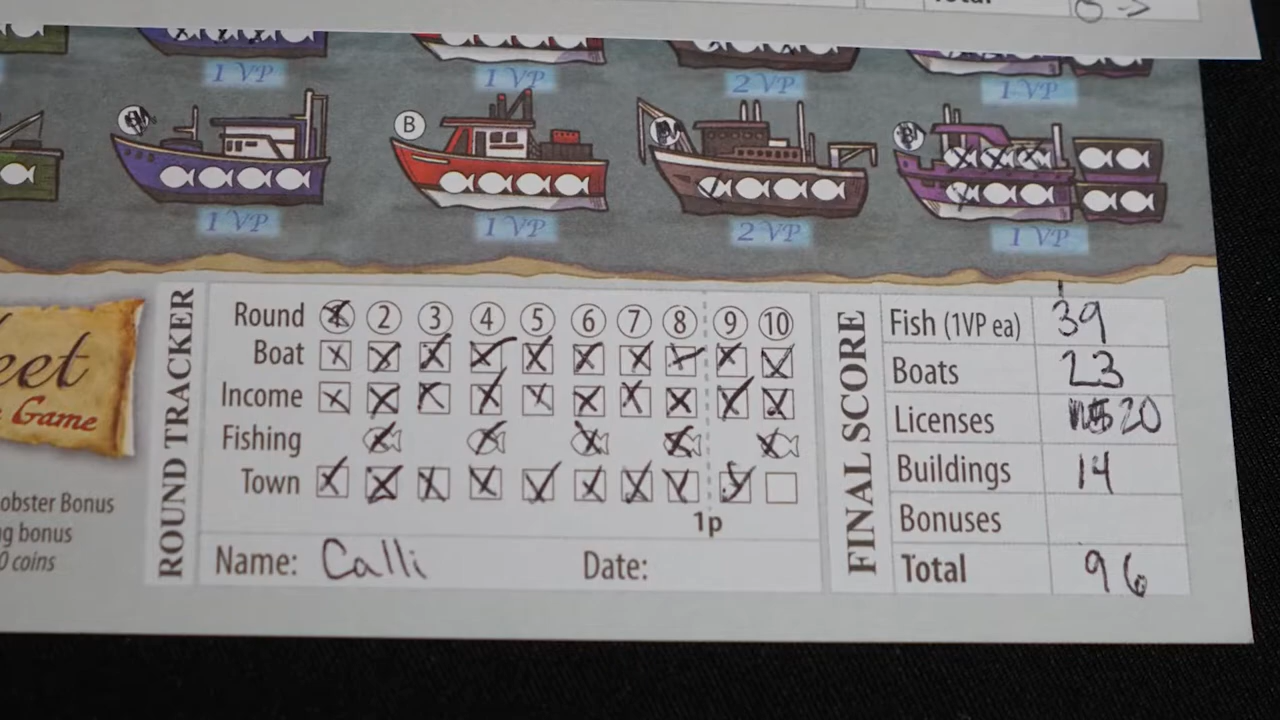 Total
1 VP 1 VP 2 VP 1 VP
B
1 VP 1 VP 2 VP 1 VP
eet
Game
obster Bonus
g bonus
0 coins
ROUND TRACKER
Round 1 2 3 4 5 6 7 8 9 10
Boat
Income
Fishing
Town
1p
Name: Calli Date:
FINAL SCORE
Fish (1VP ea) 39
Boats 23
Licenses 20
Buildings 14
Bonuses
Total 96